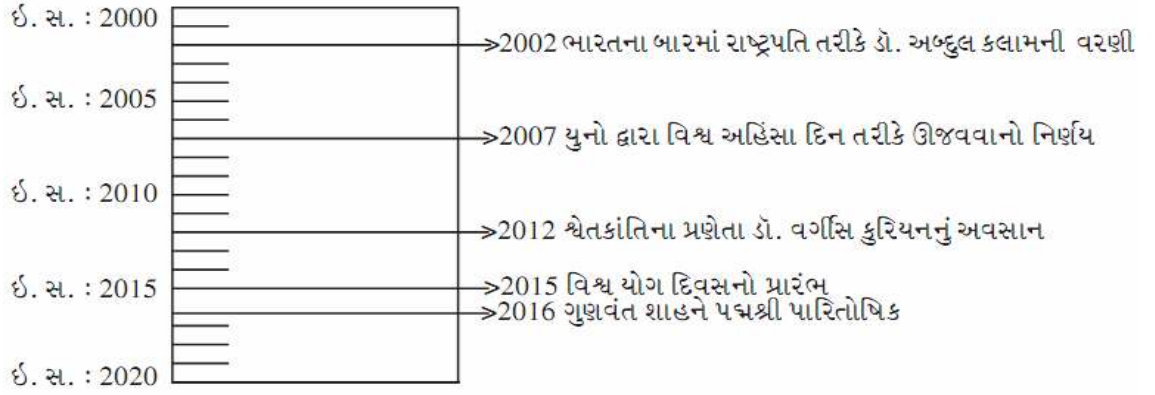 ઇ. સ. : 2000
2002 ભારતના બારમાં રાષ્ટ્રપતિ તરીકે ડૉ. અબ્દુલ કલામની વરણી
ઇ. સ. : 2005
2007 યુનો દ્વારા વિશ્વ અહિંસા દિન તરીકે ઊજવવાનો નિર્ણય
ઇ. સ. : 2010
2012 શ્વેતકાંતિના પ્રણેતા ડૉ. વર્ગીસ કુરિયનનું અવસાન
ઇ. સ. : 2015
2015 વિશ્વ યોગ દિવસનો પ્રારંભ
2016 ગુણવંત શાહને પદ્મશ્રી પારિતોષિક
ઇ. સ. : 2020